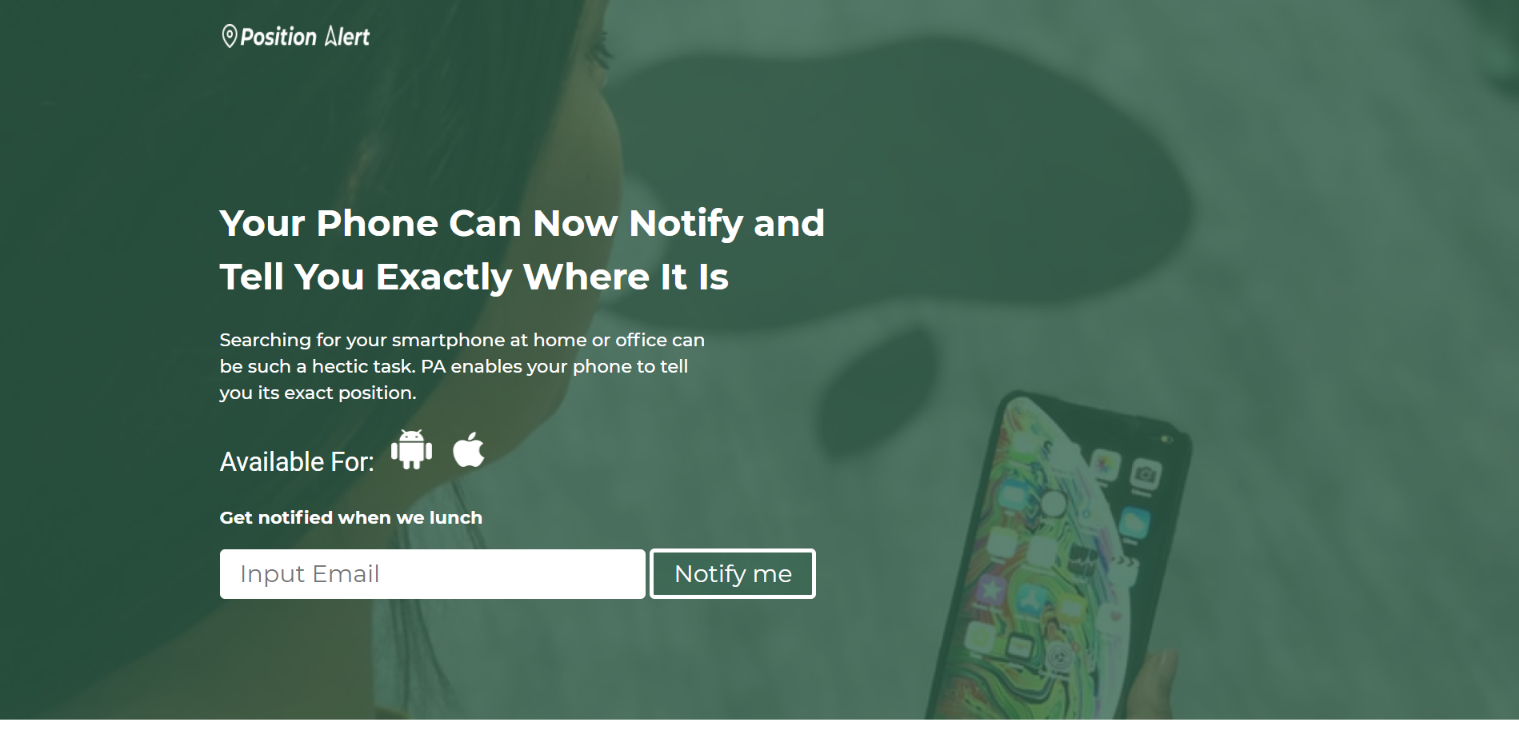 Position Alert
Your Phone Can Now Notify and
Tell You Exactly Where It Is
Searching for your smartphone at home or office can
be such a hectic task. PA enables your phone to tell
you its exact position.
Available For:
Get notified when we lunch
Input Email
Notify me